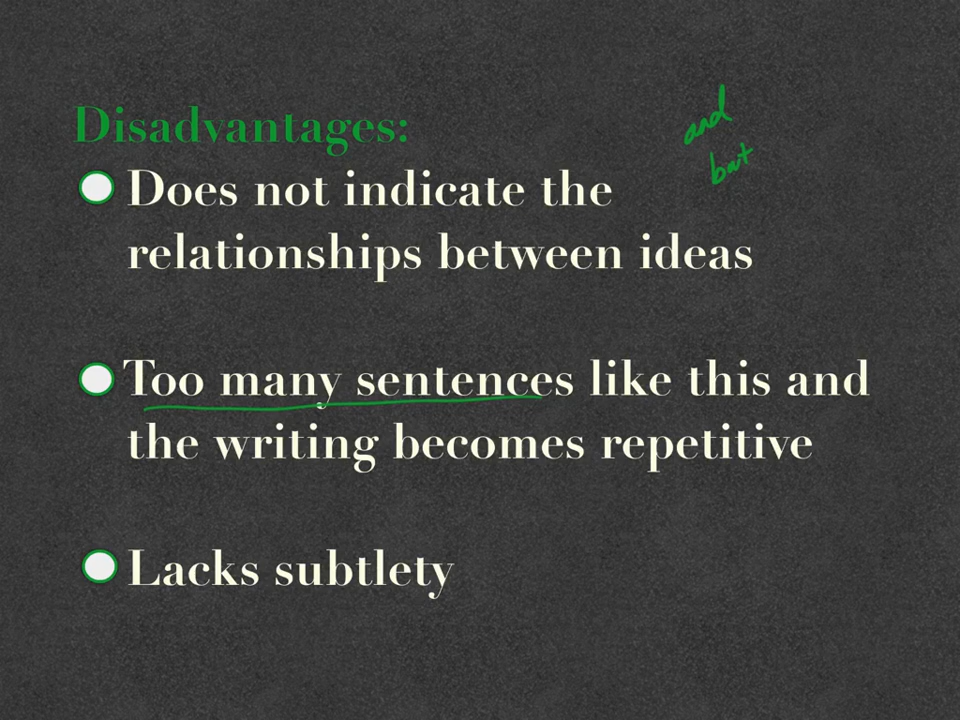 Disadvantages:
and
but
Does not indicate the
relationships between ideas
Too many sentences like this and
the writing becomes repetitive
Lacks subtlety